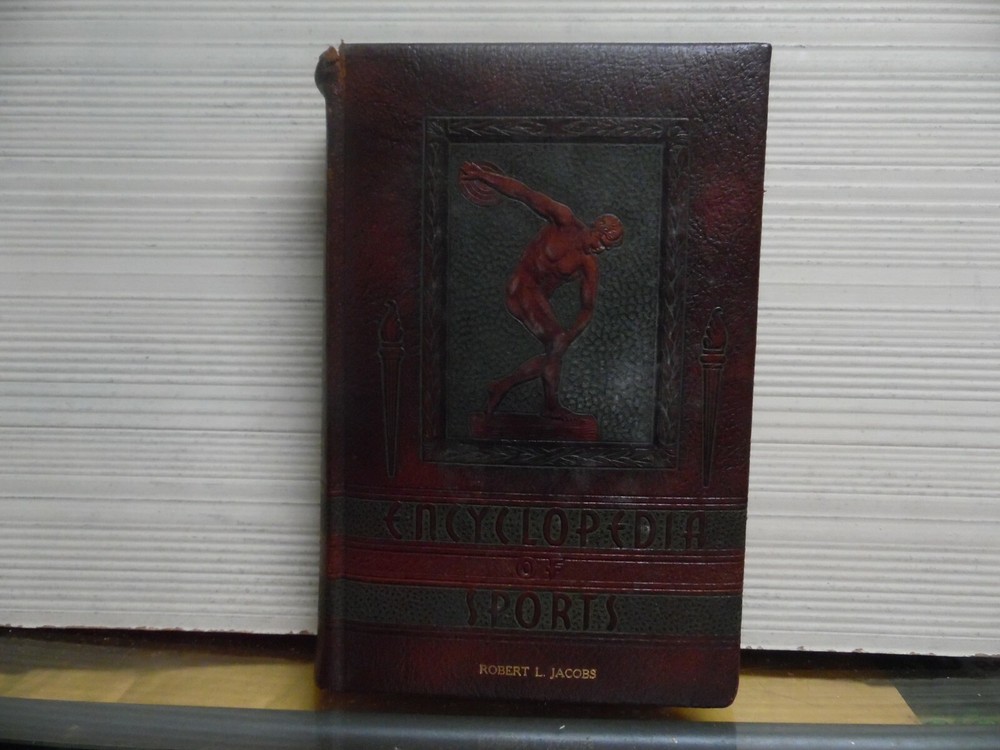 ENCYCLOPEDIA
OF
SPORTS
ROBERT L. JACOBS